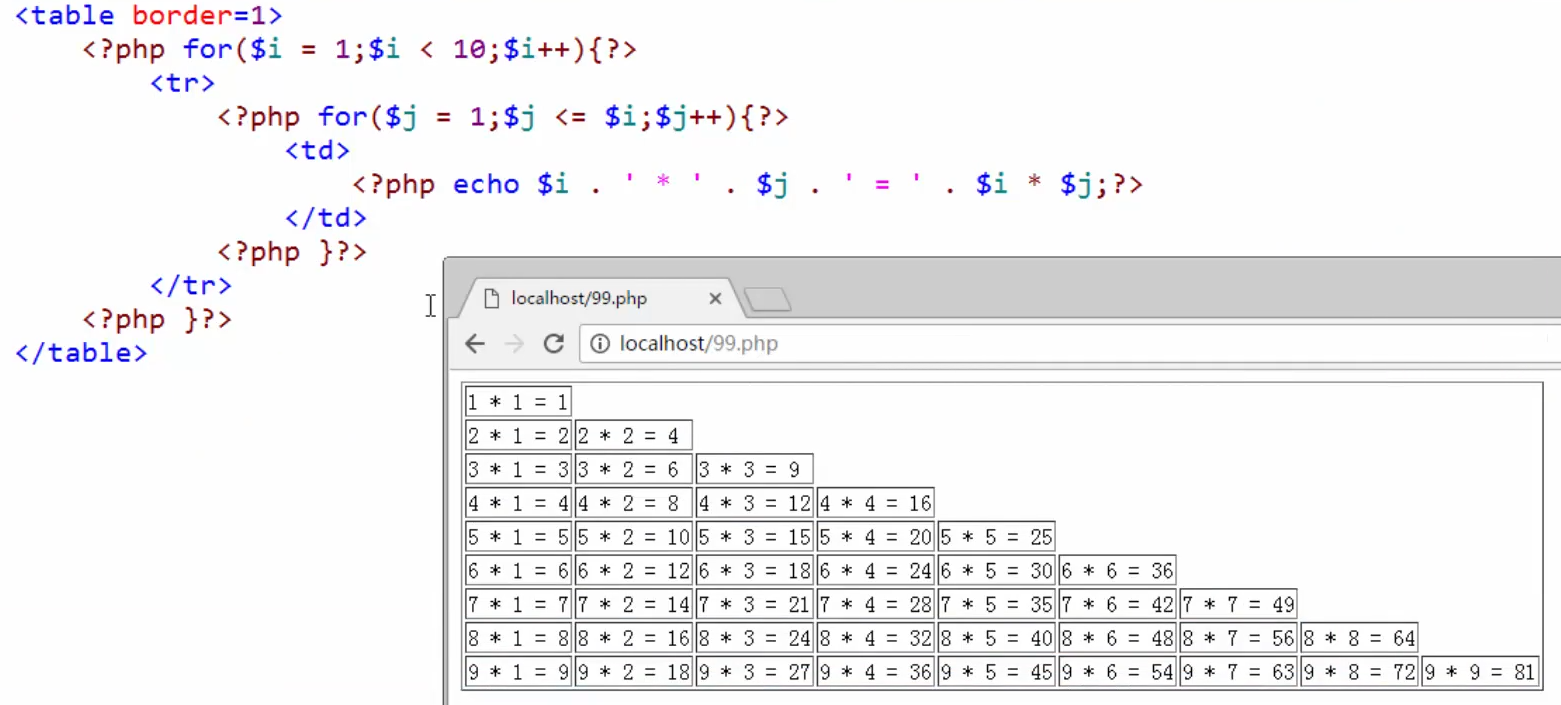 <table border=1>
<?php for($i = 1;$i < 10;$i++){?>
<tr>
<?php for($j = 1;$j <= $i;$j++){?>
<td>
<?php echo $i . ' * ' . $j . ' = ' . $i * $j;?>
</td>
<?php }?>
</tr>
<?php }?>
</table>
localhost/99.php
localhost/99.php
1 * 1 = 1
2 * 1 = 2 2 * 2 = 4
3 * 1 = 3 3 * 2 = 6 3 * 3 = 9
4 * 1 = 4 4 * 2 = 8 4 * 3 = 12 4 * 4 = 16
5 * 1 = 5 5 * 2 = 10 5 * 3 = 15 5 * 4 = 20 5 * 5 = 25
6 * 1 = 6 6 * 2 = 12 6 * 3 = 18 6 * 4 = 24 6 * 5 = 30 6 * 6 = 36
7 * 1 = 7 7 * 2 = 14 7 * 3 = 21 7 * 4 = 28 7 * 5 = 35 7 * 6 = 42 7 * 7 = 49
8 * 1 = 8 8 * 2 = 16 8 * 3 = 24 8 * 4 = 32 8 * 5 = 40 8 * 6 = 48 8 * 7 = 56 8 * 8 = 64
9 * 1 = 9 9 * 2 = 18 9 * 3 = 27 9 * 4 = 36 9 * 5 = 45 9 * 6 = 54 9 * 7 = 63 9 * 8 = 72 9 * 9 = 81